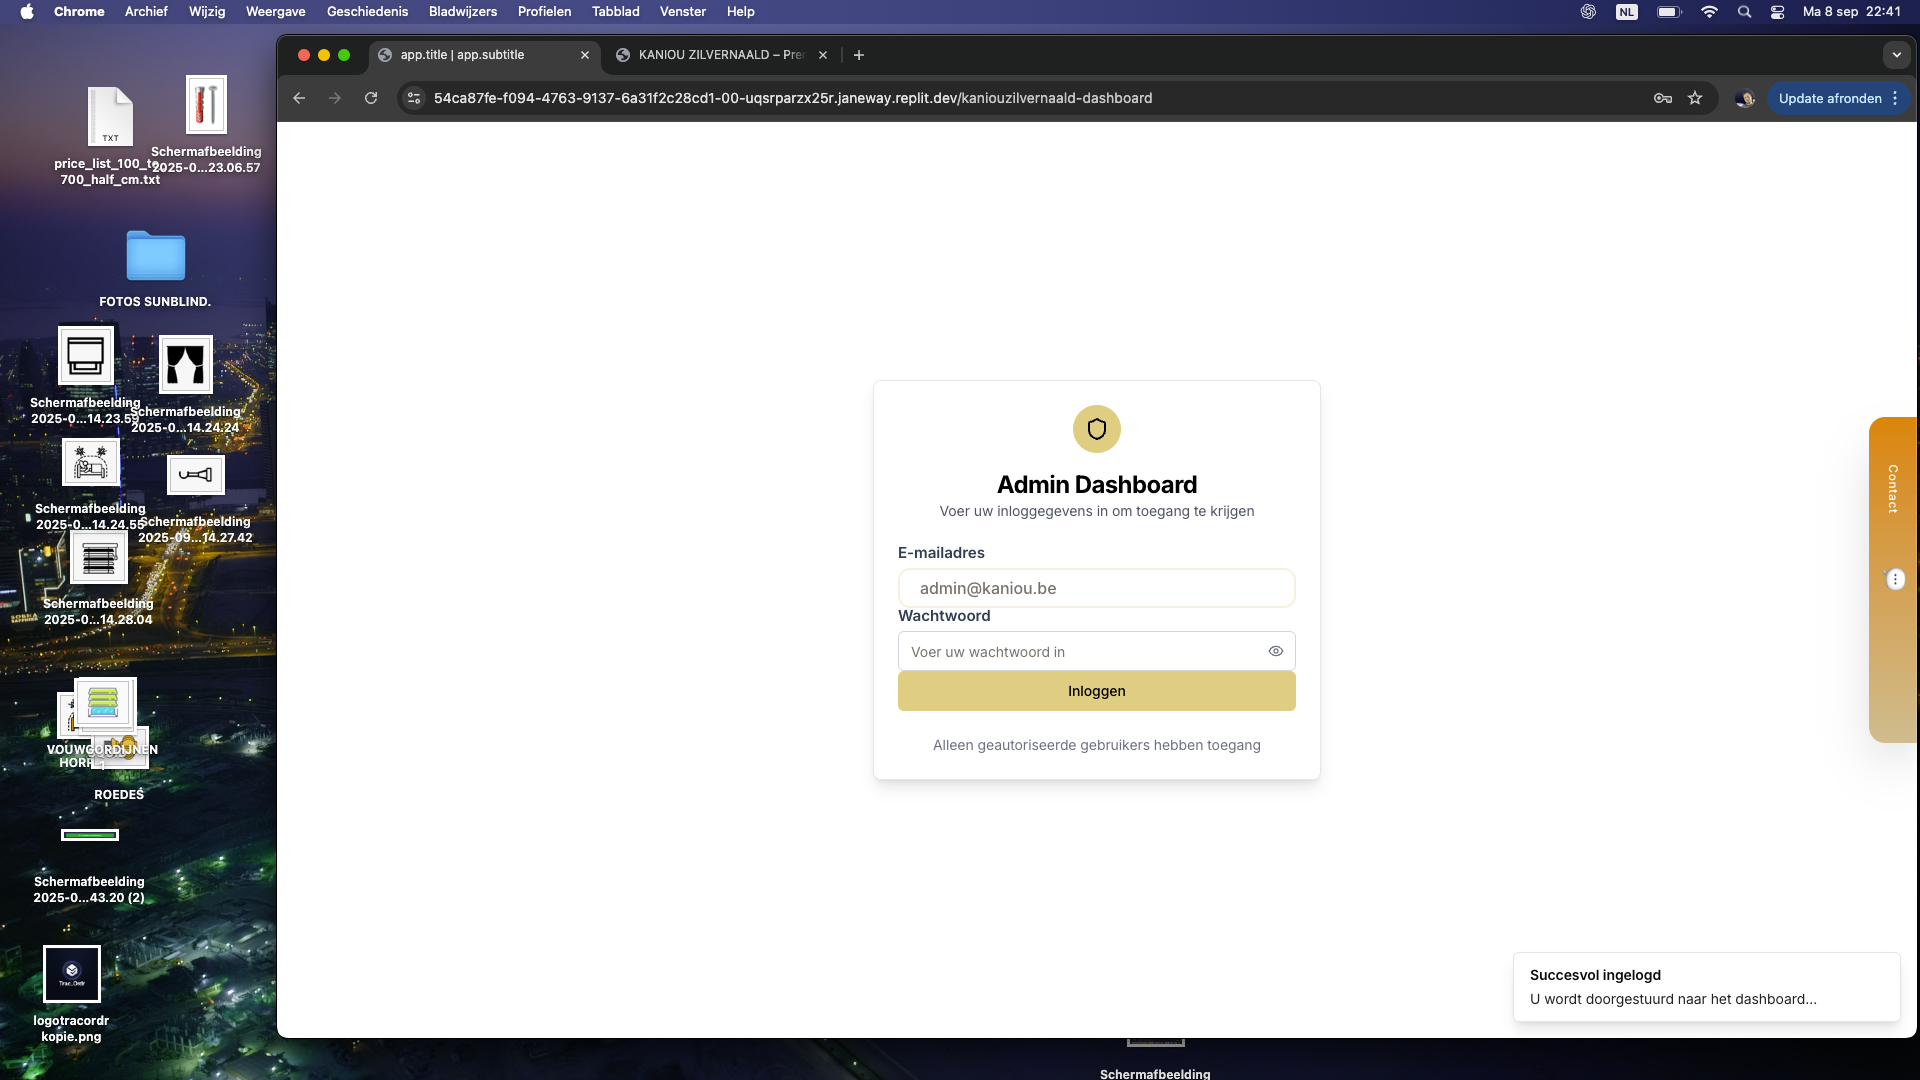 Chrome Archief Wijzig Weergave Geschiedenis Bladwijzers Profielen Tabblad Venster Help NL Ma 8 sep 22:41
app.title | app.subtitle
KANIOU ZILVERNAALD – Pre
54ca87fe-f094-4763-9137-6a31f2c28cd1-00-uqsrparzx25r.janeway.replit.dev/kaniouzilvernaald-dashboard
Update afronden
TXT
price_list_100_to
700_half_cm.txt
Schermafbeelding
2025-0...23.06.57
FOTOS SUNBLIND.
Schermafbeelding
2025-0...14.23.59
Schermafbeelding
2025-0...14.24.24
Schermafbeelding
2025-0...14.24.55
Schermafbeelding
2025-09...14.27.42
Schermafbeelding
2025-0...14.28.04
VOUWGORDIJNEN
ROEDES
Schermafbeelding
2025-0...43.20 (2)
logotracordr
kopie.png
Admin Dashboard
Voer uw inloggegevens in om toegang te krijgen
E-mailadres
admin@kaniou.be
Wachtwoord
Voer uw wachtwoord in
Inloggen
Alleen geautoriseerde gebruikers hebben toegang
Contact
Succesvol ingelogd
U wordt doorgestuurd naar het dashboard...
Schermafbeelding